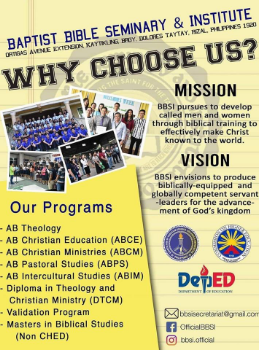 BAPTIST BIBLE SEMINARY & INSTITUTE
ORTIGAS AVENUE EXTENSION, KAYTIKLING, BRGY. DOLORES TAYTAY, RIZAL, PHILIPPINES 1920
WHY CHOOSE US?
MISSION
BBSI pursues to develop
called men and women
through biblical training to
effectively make Christ
known to the world.
VISION
BBSI envisions to produce
biblically-equipped and
globally competent servant
-leaders for the advance-
ment of God's kingdom
Our Programs
- AB Theology
- AB Christian Education (ABCE)
- AB Christian Ministries (ABCM)
- AB Pastoral Studies (ABPS)
- AB Intercultural Studies (ABIM)
- Diploma in Theology and
Christian Ministry (DTCM)
- Validation Program
- Masters in Biblical Studies
(Non CHED)
DepED
DEPARTMENT OF EDUCATION
bbsisecretariat@gmail.com
OfficialBBSI
bbsi.official